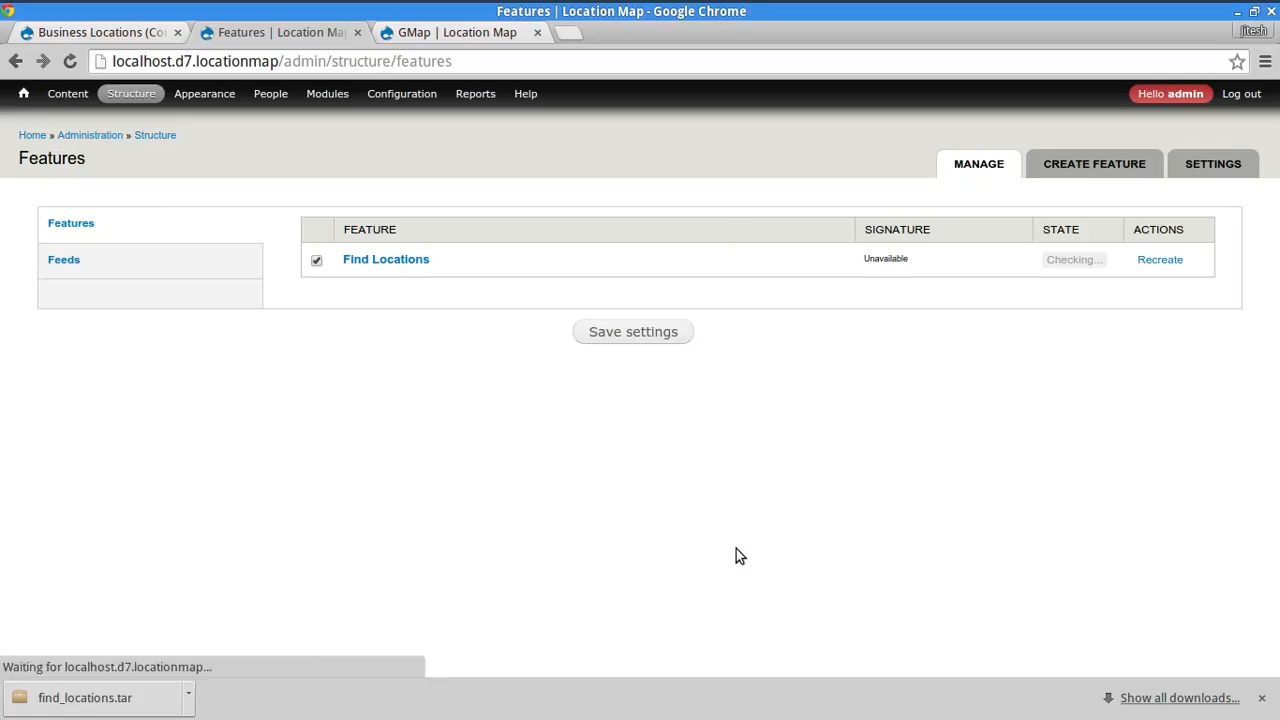 Features | Location Map - Google Chrome
Business Locations (Co
Features | Location Ma
GMap | Location Map
jitesh
localhost.d7.locationmap/admin/structure/features
Content Structure Appearance People Modules Configuration Reports Help
Hello admin Log out
Home » Administration » Structure
Features
MANAGE CREATE FEATURE SETTINGS
Features
Feeds
FEATURE SIGNATURE STATE ACTIONS
Find Locations Unavailable Checking... Recreate
Save settings
Waiting for localhost.d7.locationmap...
find_locations.tar
Show all downloads...